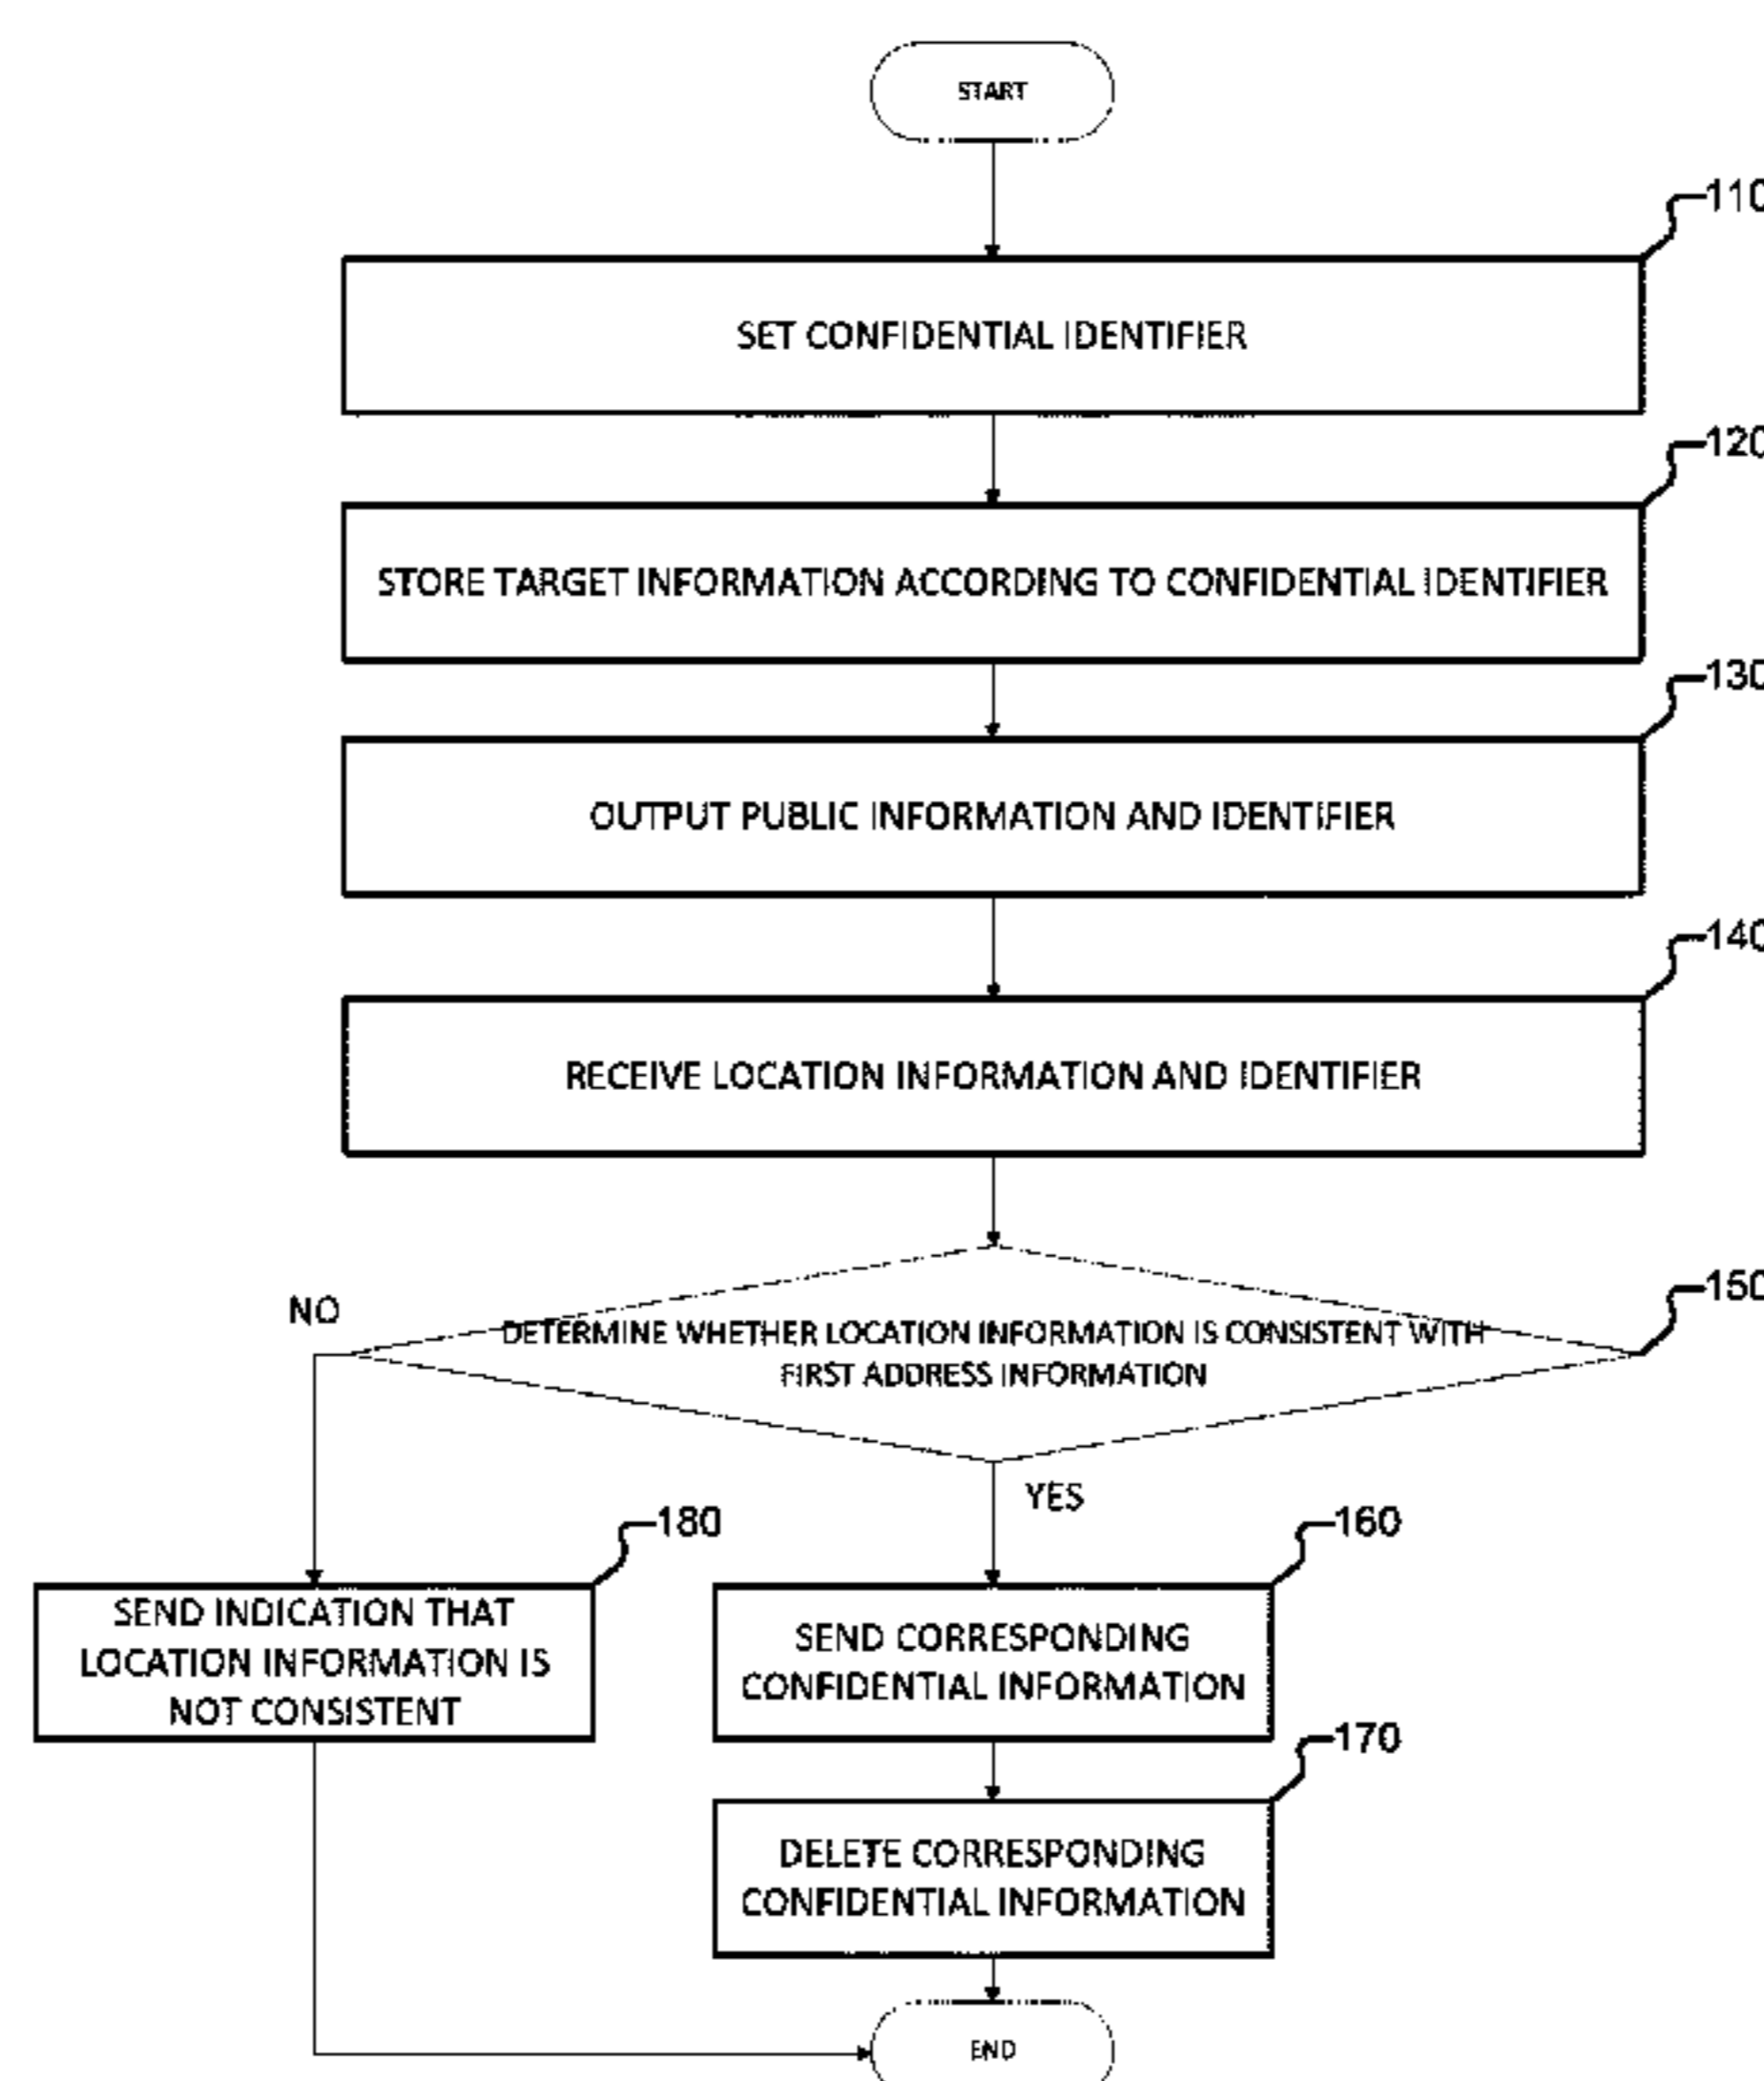 START
110
SET CONFIDENTIAL IDENTIFIER
120
STORE TARGET INFORMATION ACCORDING TO CONFIDENTIAL IDENTIFIER
130
OUTPUT PUBLIC INFORMATION AND IDENTIFIER
140
RECEIVE LOCATION INFORMATION AND IDENTIFIER
150
NO
DETERMINE WHETHER LOCATION INFORMATION IS CONSISTENT WITH
FIRST ADDRESS INFORMATION
YES
180
160
SEND INDICATION THAT
LOCATION INFORMATION IS
NOT CONSISTENT
SEND CORRESPONDING
CONFIDENTIAL INFORMATION
170
DELETE CORRESPONDING
CONFIDENTIAL INFORMATION
END